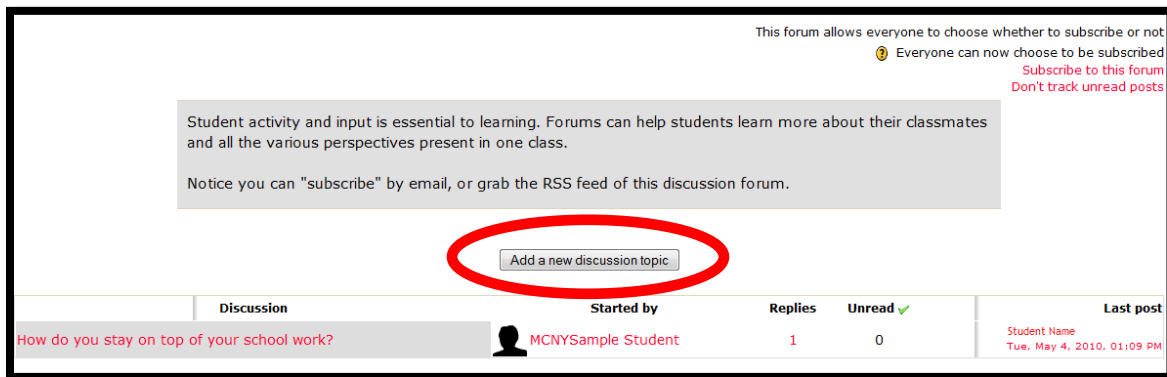 This forum allows everyone to choose whether to subscribe or not
Everyone can now choose to be subscribed
Subscribe to this forum
Don't track unread posts
Student activity and input is essential to learning. Forums can help students learn more about their classmates
and all the various perspectives present in one class.
Notice you can "subscribe" by email, or grab the RSS feed of this discussion forum.
Add a new discussion topic
Discussion Started by Replies Unread Last post
How do you stay on top of your school work? MCNYSample Student 1 0 Student Name
Tue, May 4, 2010, 01:09 PM